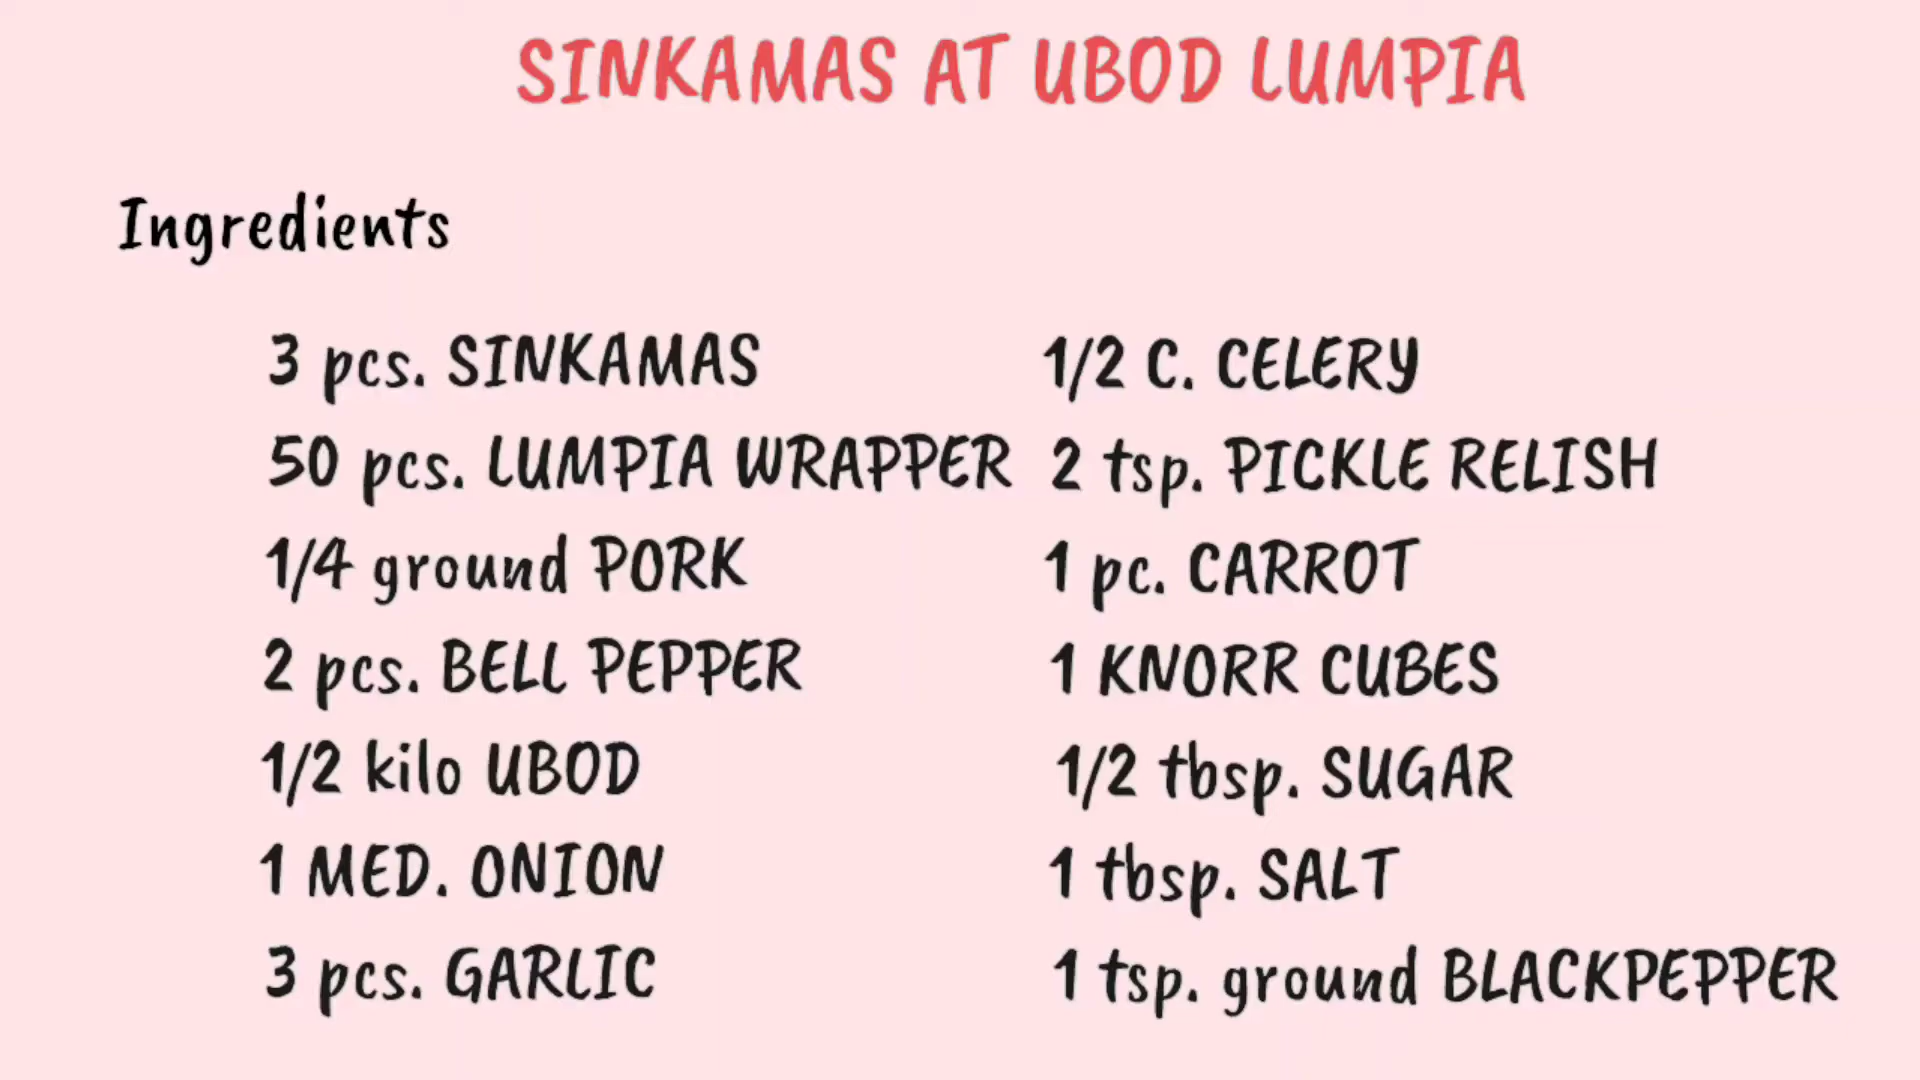 SINKAMAS AT UBOD LUMPIA
Ingredients
3 pcs. SINKAMAS
50 pcs. LUMPIA WRAPPER
1/4 ground PORK
2 pcs. BELL PEPPER
1/2 kilo UBOD
1 MED. ONION
3 pcs. GARLIC
1/2 C. CELERY
2 tsp. PICKLE RELISH
1 pc. CARROT
1 KNORR CUBES
1/2 tbsp. SUGAR
1 tbsp. SALT
1 tsp. ground BLACKPEPPER